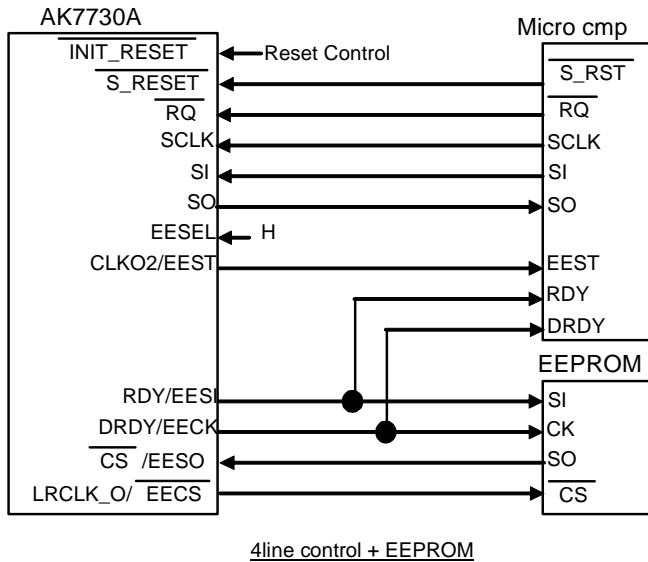 AK7730A
Micro cmp
INIT_RESET
Reset Control
S_RESET
S_RST
RQ
RQ
SCLK
SCLK
SI
SI
SO
SO
EESEL
H
CLKO2/EEST
EEST
RDY
DRDY
EEPROM
RDY/EESI
SI
DRDY/EECK
CK
CS /EESO
SO
LRCLK_O/ EECS
CS
4line control + EEPROM